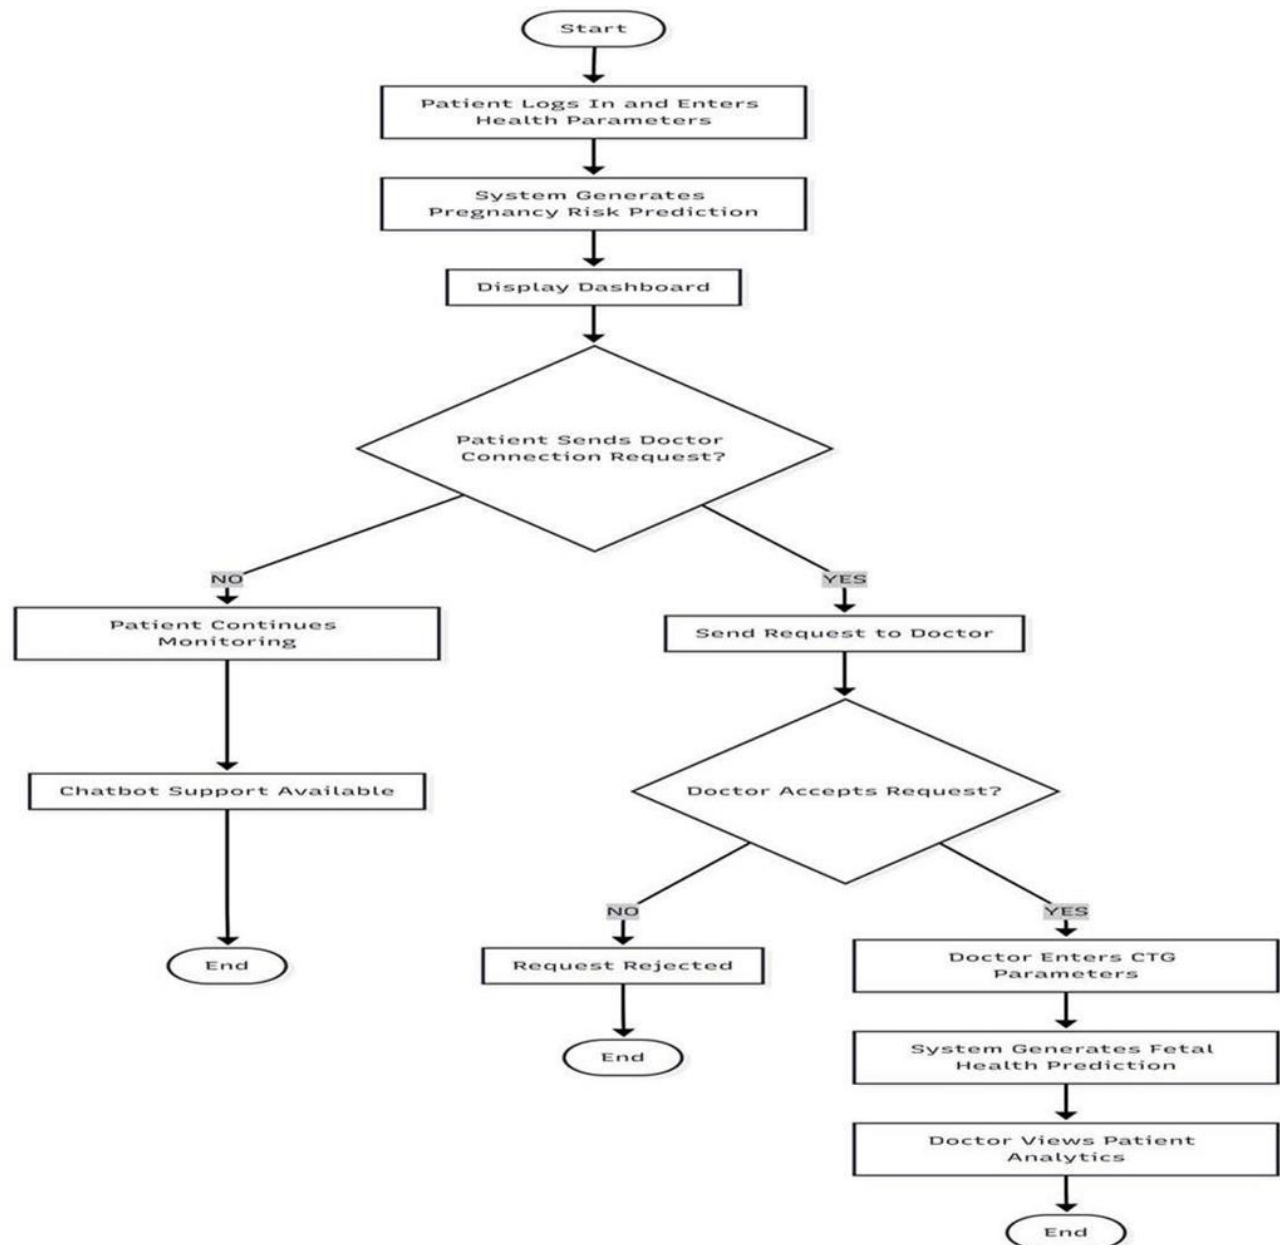 Start
Patient Logs In and Enters
Health Parameters
System Generates
Pregnancy Risk Prediction
Display Dashboard
Patient Sends Doctor
Connection Request?
NO
YES
Patient Continues
Monitoring
Send Request to Doctor
Chatbot Support Available
Doctor Accepts Request?
NO
YES
End
Request Rejected
Doctor Enters CTG
Parameters
End
System Generates Fetal
Health Prediction
Doctor Views Patient
Analytics
End